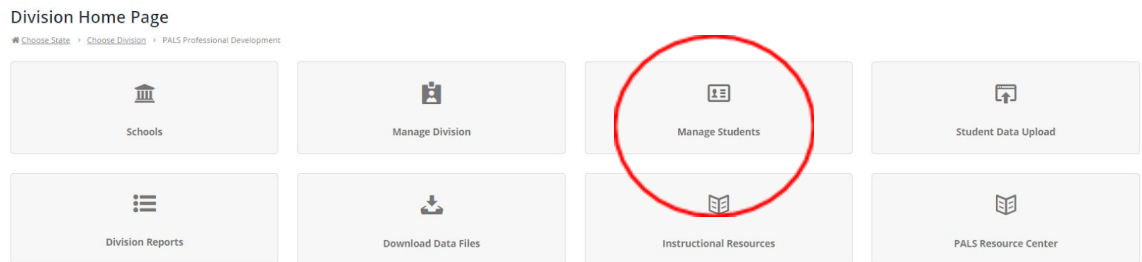 Division Home Page
Choose State › Choose Division › PALS Professional Development
Schools
Manage Division
Manage Students
Student Data Upload
Division Reports
Download Data Files
Instructional Resources
PALS Resource Center